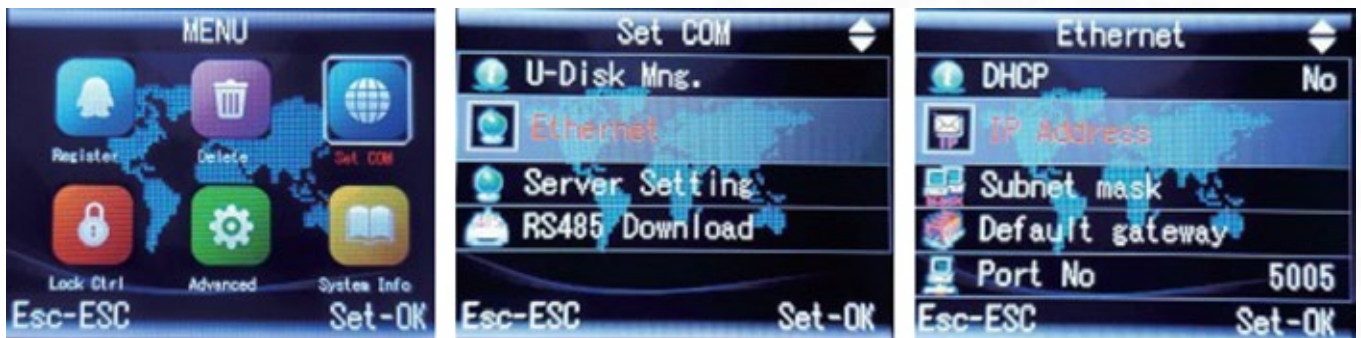 MENU
Register Delete Set COM
Lock Ctrl Advanced System Info
Esc-ESC Set-OK
Set COM
U-Disk Mng.
Ethernet
Server Setting
RS485 Download
Esc-ESC Set-OK
Ethernet
DHCP No
IP Address
Subnet mask
Default gateway
Port No 5005
Esc-ESC Set-OK